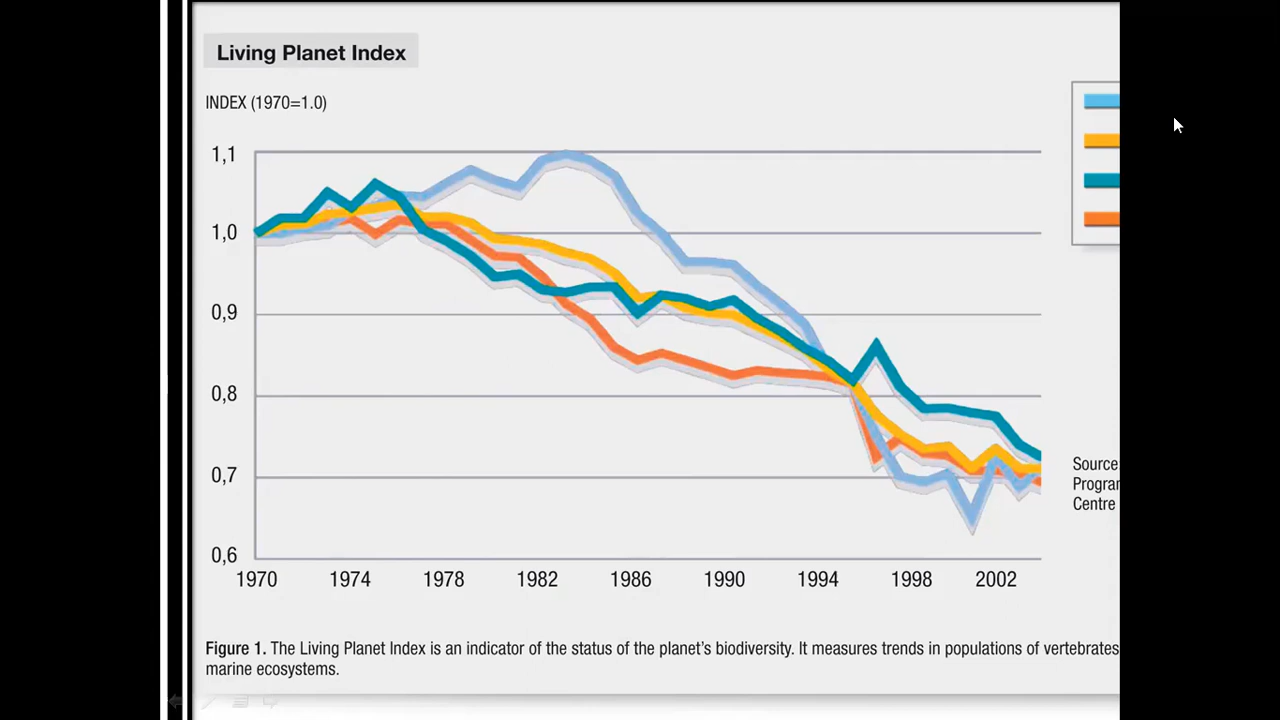 Living Planet Index
INDEX (1970=1.0)
1,1
1,0
0,9
0,8
0,7
0,6
1970 1974 1978 1982 1986 1990 1994 1998 2002
Source
Program
Centre
Figure 1. The Living Planet Index is an indicator of the status of the planet's biodiversity. It measures trends in populations of vertebrates
marine ecosystems.